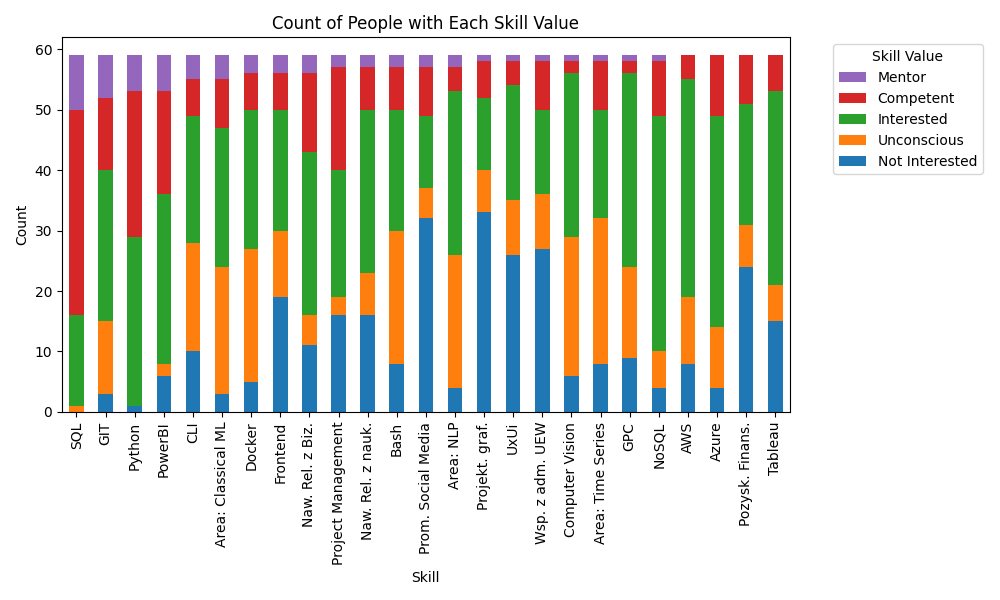 Count of People with Each Skill Value
Skill Value
Mentor
Competent
Interested
Unconscious
Not Interested
Count
60
50
40
30
20
10
0
SQL
GIT
Python
PowerBI
CLI
Area: Classical ML
Docker
Frontend
Naw. Rel. z Biz.
Project Management
Naw. Rel. z nauk.
Bash
Prom. Social Media
Area: NLP
Projekt. graf.
UxUi
Wsp. z adm. UEW
Computer Vision
Area: Time Series
GPC
NoSQL
AWS
Azure
Pozysk. Finans.
Tableau
Skill